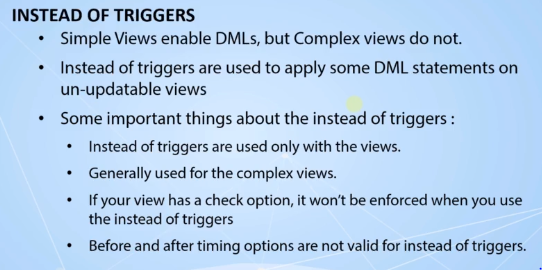 INSTEAD OF TRIGGERS
• Simple Views enable DMLs, but Complex views do not.
• Instead of triggers are used to apply some DML statements on
un-updatable views
• Some important things about the instead of triggers :
• Instead of triggers are used only with the views.
• Generally used for the complex views.
• If your view has a check option, it won't be enforced when you use
the instead of triggers
• Before and after timing options are not valid for instead of triggers.